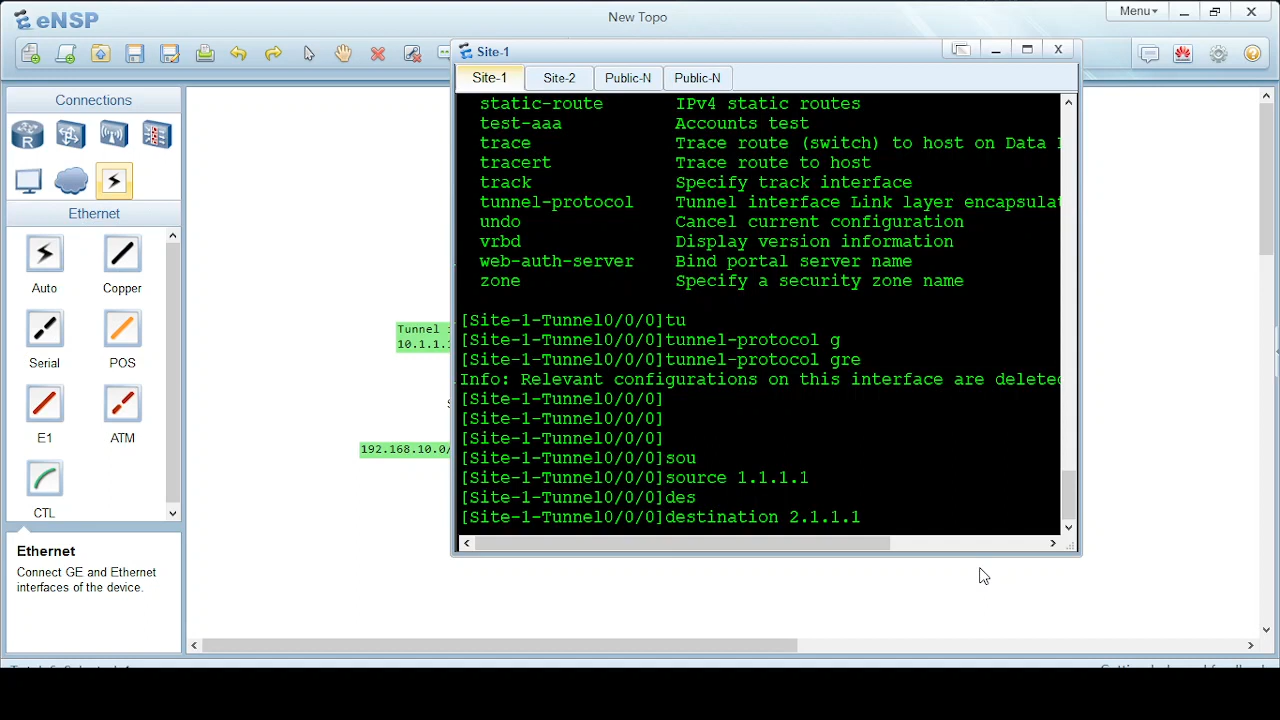 eNSP
New Topo
Menu
Site-1
Site-1 Site-2 Public-N Public-N
Connections
R
Ethernet
Auto Copper
Serial POS
E1 ATM
CTL
Ethernet
Connect GE and Ethernet
interfaces of the device.
Tunnel
10.1.1.1
192.168.10.0/
static-route IPv4 static routes
test-aaa Accounts test
trace Trace route (switch) to host on Data
tracert Trace route to host
track Specify track interface
tunnel-protocol Tunnel interface Link layer encapsulat
undo Cancel current configuration
vrbd Display version information
web-auth-server Bind portal server name
zone Specify a security zone name
[Site-1-Tunnel0/0/0]tu
[Site-1-Tunnel0/0/0]tunnel-protocol g
[Site-1-Tunnel0/0/0]tunnel-protocol gre
Info: Relevant configurations on this interface are deleted
[Site-1-Tunnel0/0/0]
[Site-1-Tunnel0/0/0]
[Site-1-Tunnel0/0/0]
[Site-1-Tunnel0/0/0]sou
[Site-1-Tunnel0/0/0]source 1.1.1.1
[Site-1-Tunnel0/0/0]des
[Site-1-Tunnel0/0/0]destination 2.1.1.1